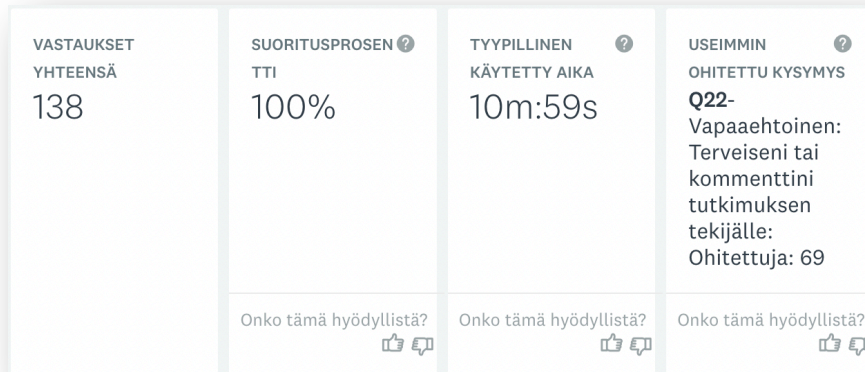 VASTAUKSET
YHTEENSÄ
138
SUORITUSPROSEN
TTI
100%
Onko tämä hyödyllistä?
TYYPILLINEN
KÄYTETTY AIKA
10m:59s
Onko tämä hyödyllistä?
USEIMMIN
OHITETTU KYSYMYS
Q22-
Vapaaehtoinen:
Terveiseni tai
kommenttini
tutkimuksen
tekijälle:
Ohitettuja: 69
Onko tämä hyödyllistä?